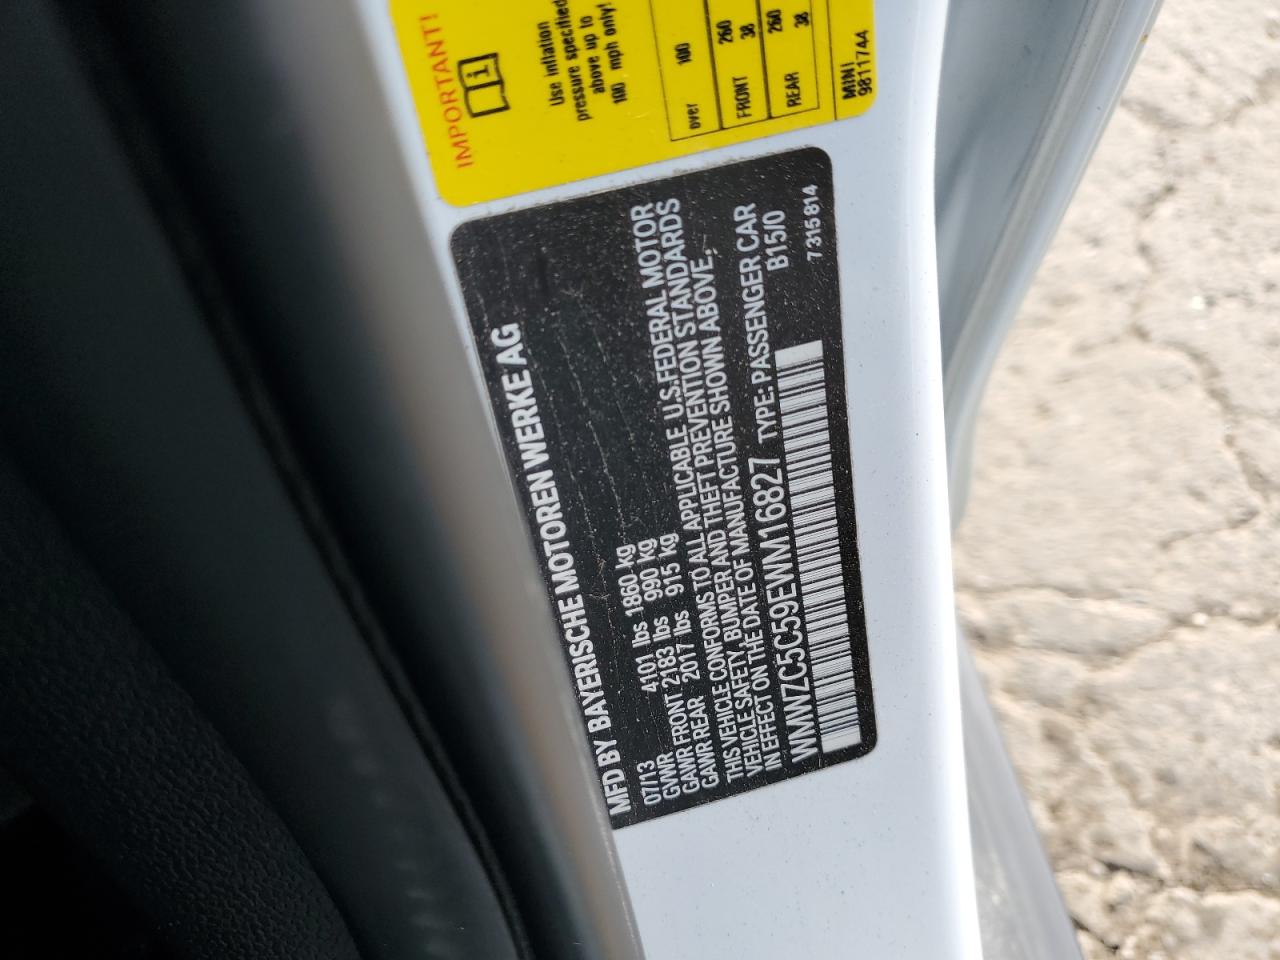 IMPORTANT!
i
Use inflation
pressure specified
above up to
100 mph only!
over 100
FRONT 260
38
REAR 260
38
MINI
9811744
MFD BY BAYERISCHE MOTOREN WERKE AG
07/13
GVWR 4101 lbs 1860 kg
GAWR FRONT 2183 lbs 990 kg
GAWR REAR 2017 lbs 915 kg
THIS VEHICLE CONFORMS TO ALL APPLICABLE U.S. FEDERAL MOTOR
VEHICLE SAFETY, BUMPER AND THEFT PREVENTION STANDARDS
IN EFFECT ON THE DATE OF MANUFACTURE SHOWN ABOVE.
WMWZC5C59EWM16827 TYPE: PASSENGER CAR
B15/0
7 315 814